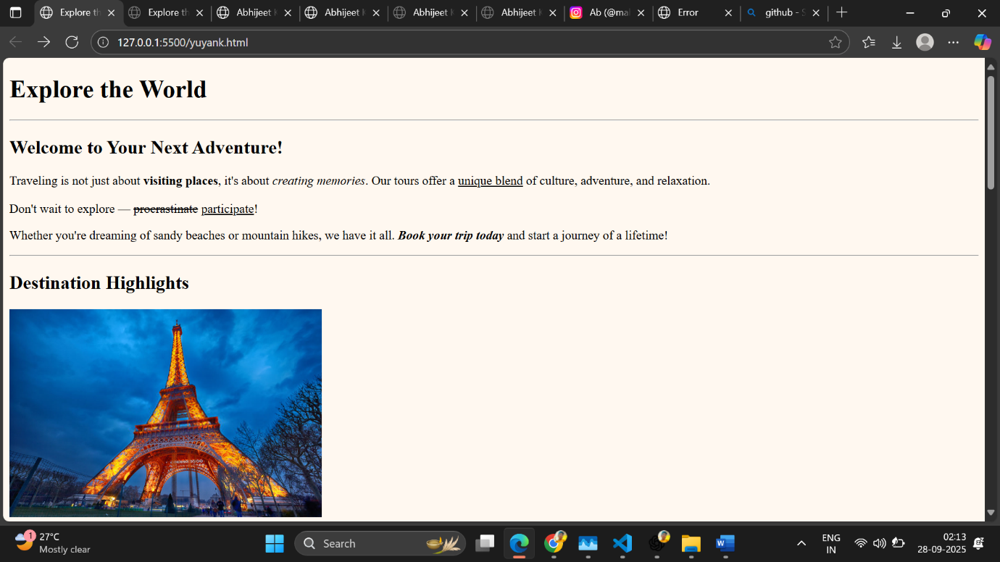 Explore th
Explore th
Abhijeet
Abhijeet
Abhijeet
Abhijeet
Ab (@mal
Error
github - S
127.0.0.1:5500/yuyank.html
Explore the World
Welcome to Your Next Adventure!
Traveling is not just about visiting places, it's about creating memories. Our tours offer a unique blend of culture, adventure, and relaxation.
Don't wait to explore — procrastinate participate!
Whether you're dreaming of sandy beaches or mountain hikes, we have it all. Book your trip today and start a journey of a lifetime!
Destination Highlights
1
27°C
Mostly clear
Search
ENG
IN
02:13
28-09-2025